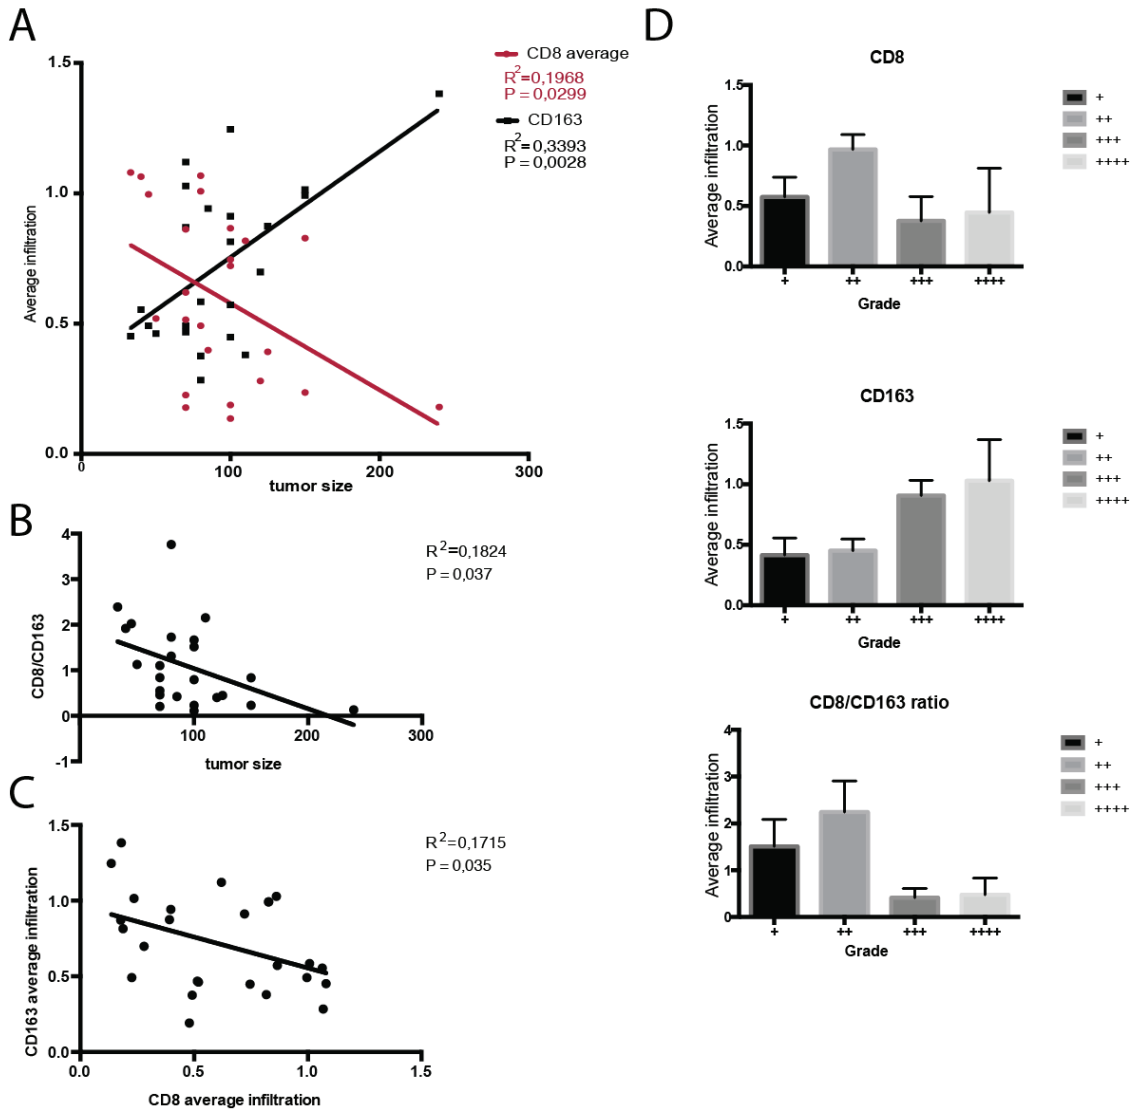 A
CD8 average
R2=0,1968
P = 0,0299
CD163
R2=0,3393
P = 0,0028
1.5
1.0
0.5
0.0
Average infiltration
0
100
200
300
tumor size
B
R2=0,1824
P = 0,037
4
3
2
1
0
-1
CD8/CD163
100
200
300
tumor size
C
R2=0,1715
P = 0,035
1.5
1.0
0.5
0.0
CD163 average infiltration
0.0
0.5
1.0
1.5
CD8 average infiltration
D
CD8
1.5
1.0
0.5
0.0
Average infiltration
+
++
+++
++++
Grade
+
++
+++
++++
CD163
1.5
1.0
0.5
0.0
Average infiltration
+
++
+++
++++
Grade
+
++
+++
++++
CD8/CD163 ratio
4
3
2
1
0
Average infiltration
+
++
+++
++++
Grade
+
++
+++
++++